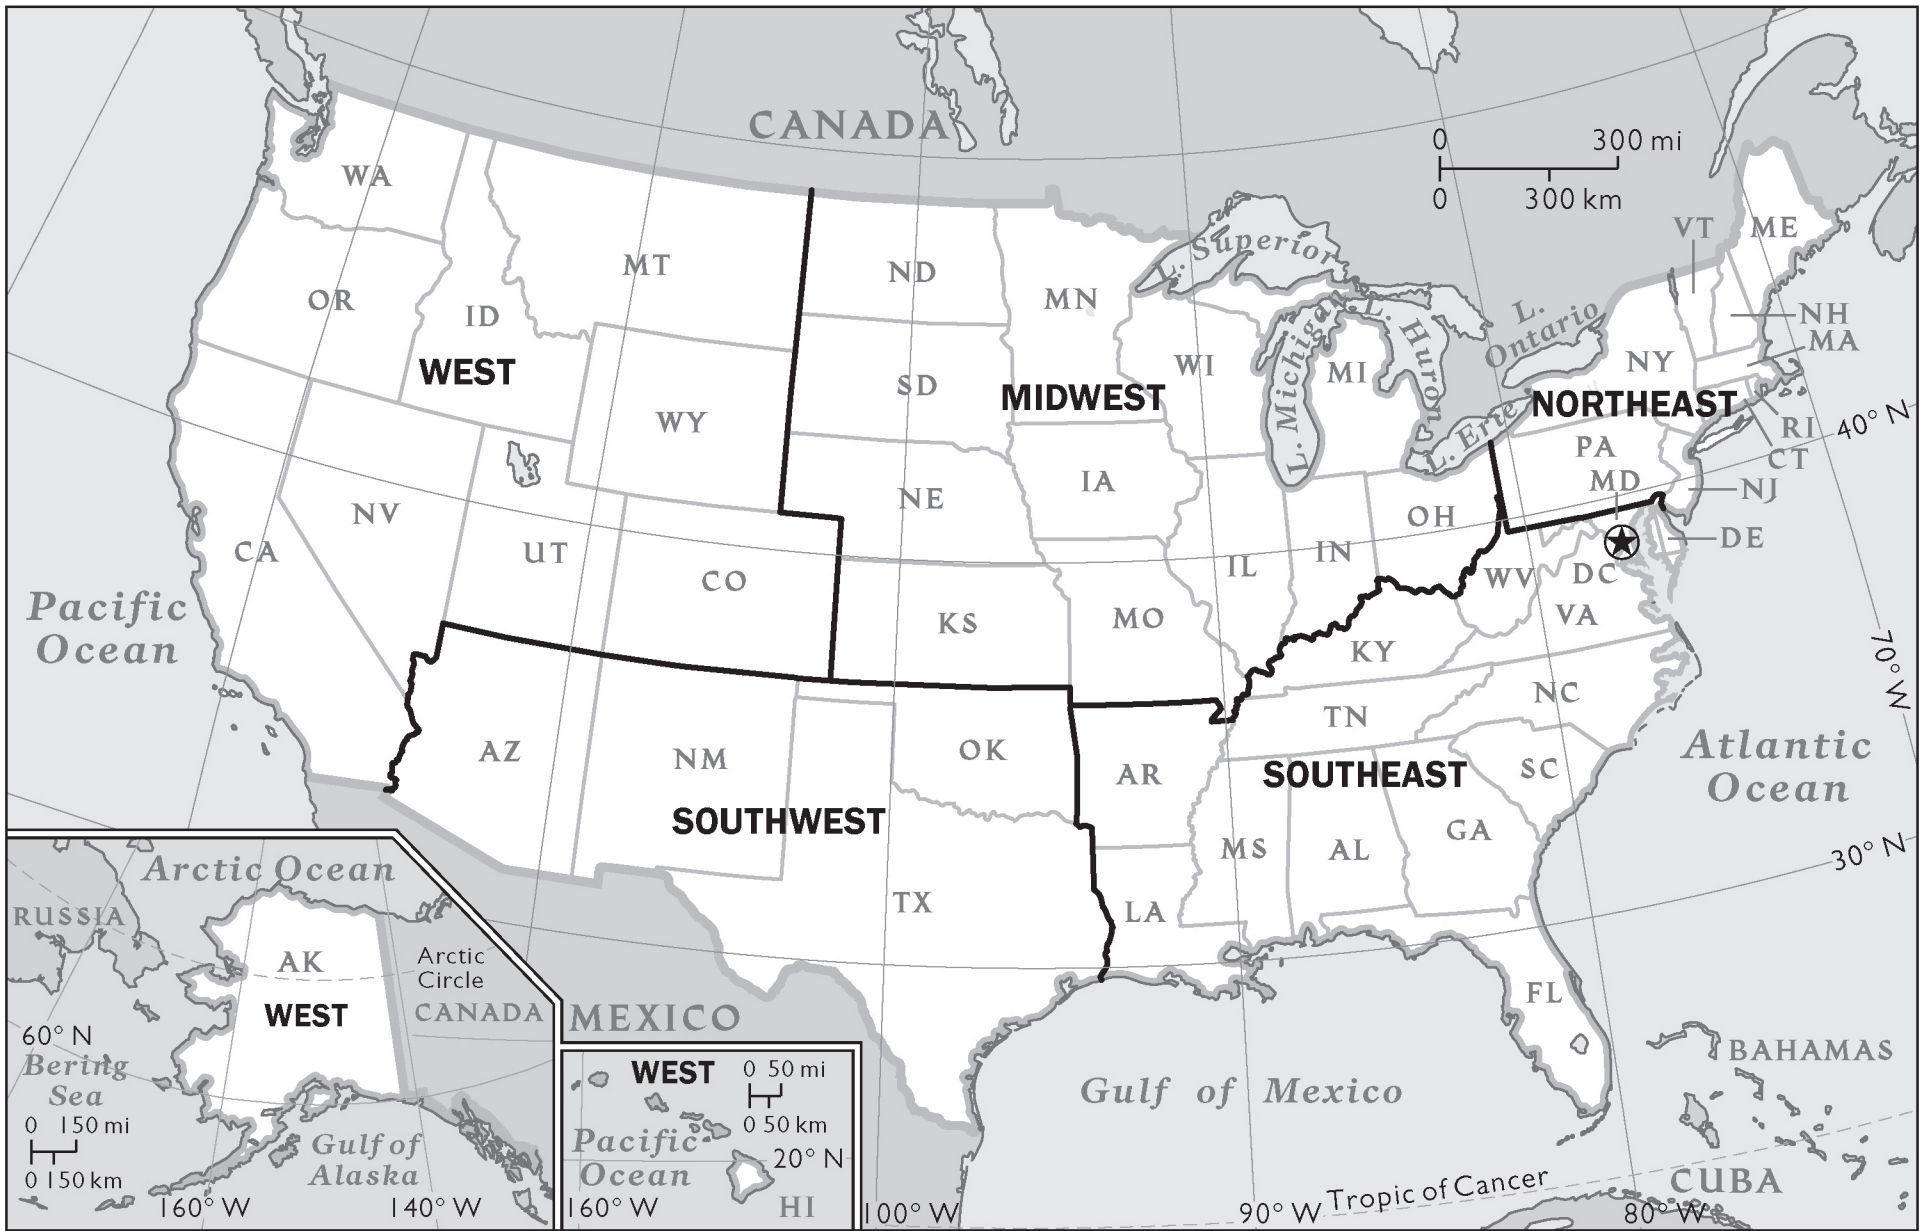 CANADA
0 300 mi
0 300 km
WA
MT
ND
MN
L. Superior
VT
ME
OR
ID
WEST
WY
SD
MIDWEST
WI
L. Michigan
MI
L. Huron
L.
Ontario
L. Erie
NY
NH
MA
NORTHEAST
RI
CT
40° N
PA
MD
NJ
DE
NV
CA
UT
CO
NE
IA
IL
IN
OH
WV
DC
VA
KS
MO
KY
Pacific
Ocean
70° W
AZ
NM
OK
AR
TN
NC
SC
SOUTHWEST
SOUTHEAST
Atlantic
Ocean
TX
LA
MS
AL
GA
30° N
FL
Arctic Ocean
RUSSIA
AK
Arctic
Circle
WEST
CANADA
60° N
Bering
Sea
0 150 mi
0 150 km
Gulf of
Alaska
160° W
140° W
MEXICO
WEST
0 50 mi
0 50 km
Pacific
Ocean
20° N
HI
160° W
100° W
Gulf of Mexico
BAHAMAS
CUBA
Tropic of Cancer
90° W
80° W